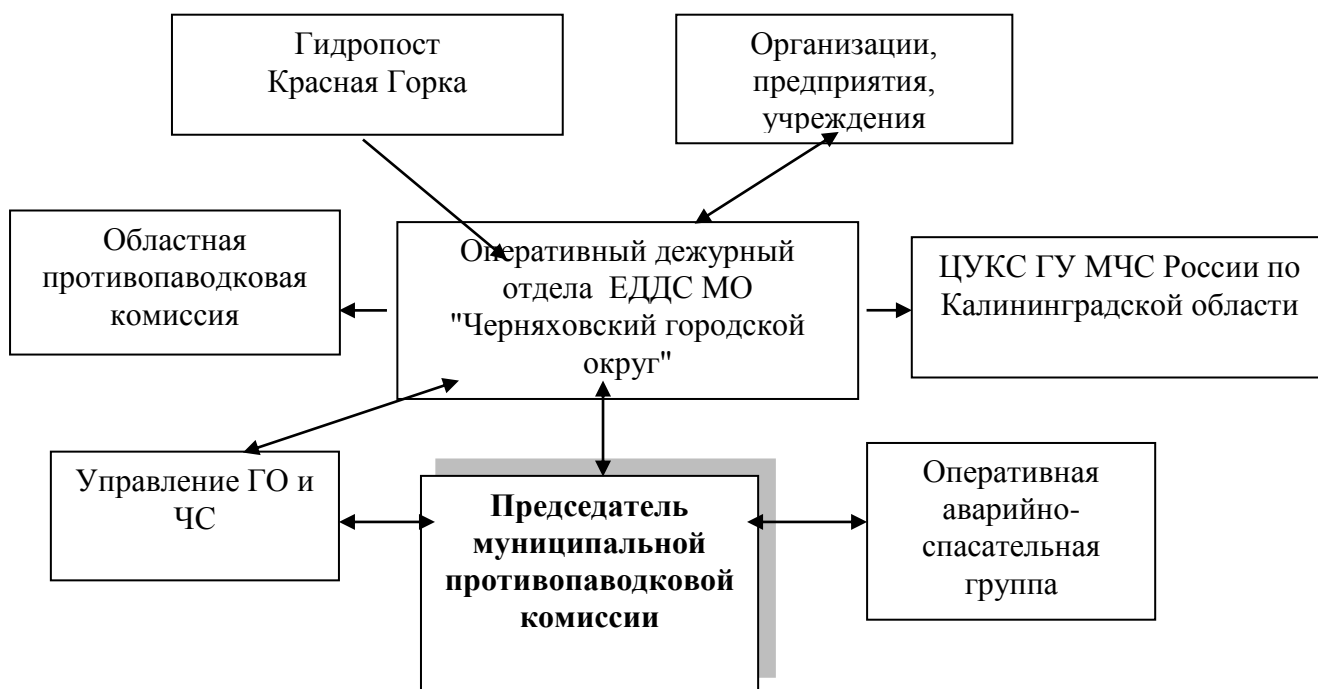 Гидропост
Красная Горка
Организации,
предприятия,
учреждения
Областная
противопаводковая
комиссия
Оперативный дежурный
отдела ЕДДС МО
"Черняховский городской
округ"
ЦУКС ГУ МЧС России по
Калининградской области
Управление ГО и
ЧС
Председатель
муниципальной
противопаводковой
комиссии
Оперативная
аварийно-
спасательная
группа